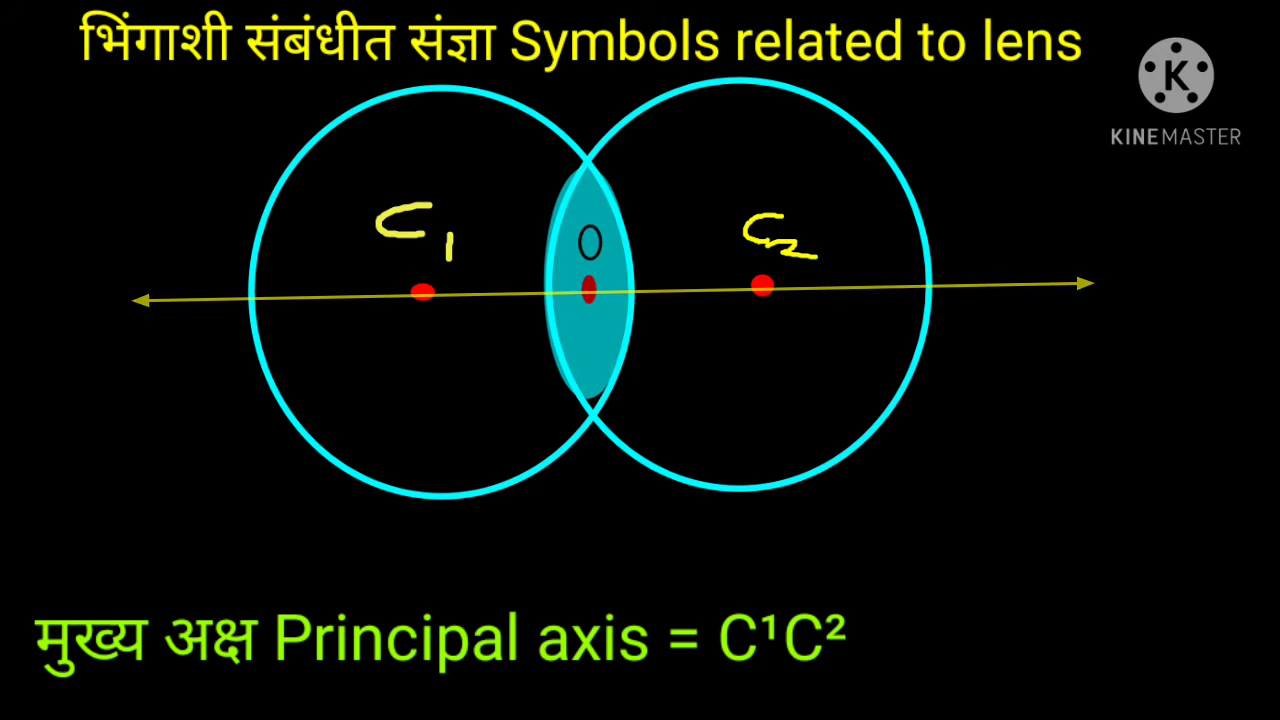 भिंगाशी संबंधीत संज्ञा Symbols related to lens
K
KINEMASTER
C1
O
C2
मुख्य अक्ष Principal axis = C¹C²